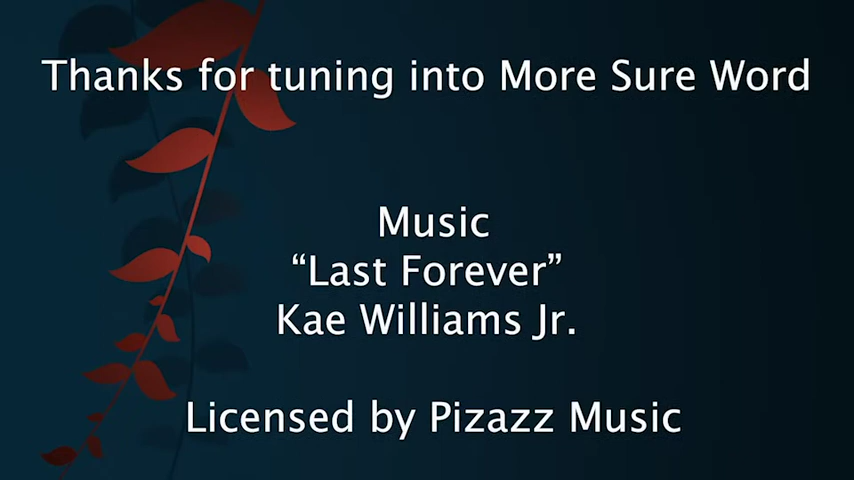 Thanks for tuning into More Sure Word
Music
“Last Forever”
Kae Williams Jr.
Licensed by Pizazz Music